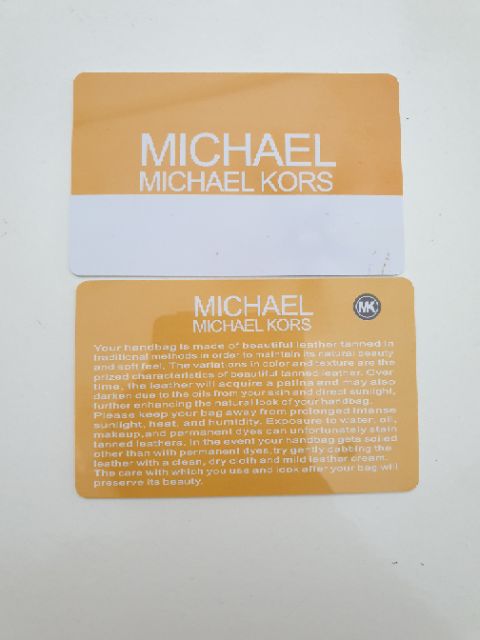 MICHAEL
MICHAEL KORS
MICHAEL
MICHAEL KORS
MK
Your handbag is made of beautiful leather tanned in
traditional methods in order to maintain its natural beauty
and soft feel. The variations in color and texture are the
prized characteristics of beautiful tanned leather. Over
time, the leather will acquire a patina and may also
darken due to the oils from your skin and direct sunlight,
further enhancing the natural look of your handbag.
Please keep your bag away from prolonged intense
sunlight, heat, and humidity. Exposure to water, oil,
makeup,and permanent dyes can unfortunately stain
tanned leathers. In the event your handbag gets soiled
other than with permanent dyes,try gently dabbing the
leather with a clean, dry cloth and mild leather cream.
The care with which you use and look after your bag will
preserve its beauty.